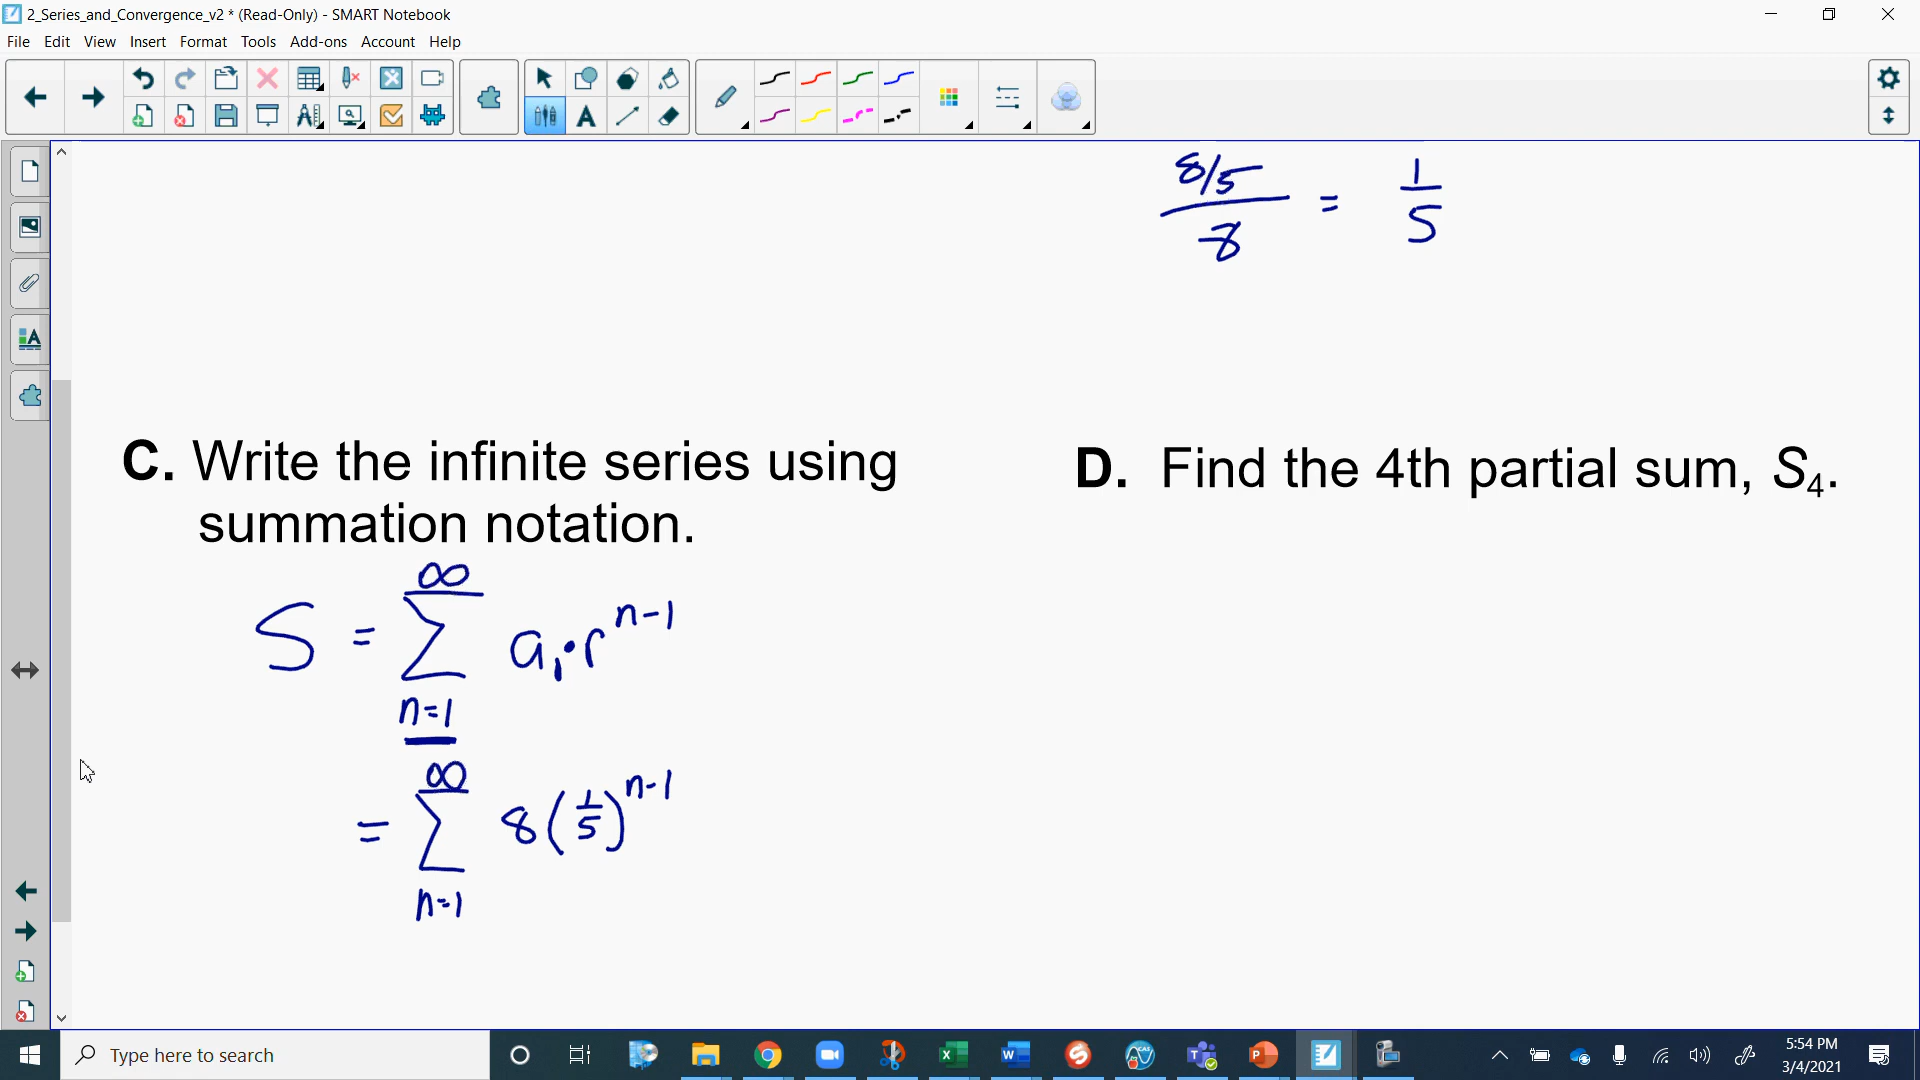 2_Series_and_Convergence_v2 * (Read-Only) - SMART Notebook
File Edit View Insert Format Tools Add-ons Account Help
8/5
8
= 1/5
C. Write the infinite series using
summation notation.
D. Find the 4th partial sum, S₄.
∞
S = ∑ a₁·r^(n-1)
n=1
∞
= ∑ 8(1/5)^(n-1)
n=1
Type here to search
5:54 PM
3/4/2021